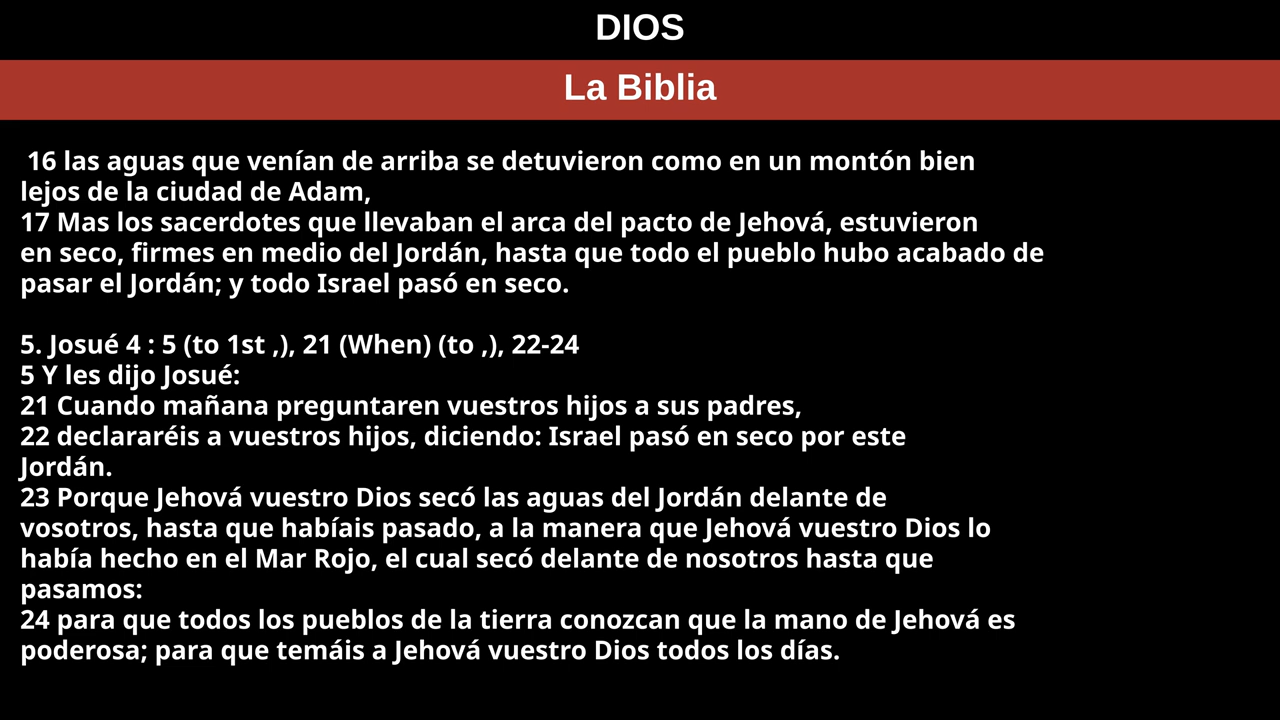 DIOS
La Biblia
16 las aguas que venían de arriba se detuvieron como en un montón bien
lejos de la ciudad de Adam,
17 Mas los sacerdotes que llevaban el arca del pacto de Jehová, estuvieron
en seco, firmes en medio del Jordán, hasta que todo el pueblo hubo acabado de
pasar el Jordán; y todo Israel pasó en seco.
5. Josué 4 : 5 (to 1st ,), 21 (When) (to ,), 22-24
5 Y les dijo Josué:
21 Cuando mañana preguntaren vuestros hijos a sus padres,
22 declararéis a vuestros hijos, diciendo: Israel pasó en seco por este
Jordán.
23 Porque Jehová vuestro Dios secó las aguas del Jordán delante de
vosotros, hasta que habíais pasado, a la manera que Jehová vuestro Dios lo
había hecho en el Mar Rojo, el cual secó delante de nosotros hasta que
pasamos:
24 para que todos los pueblos de la tierra conozcan que la mano de Jehová es
poderosa; para que temáis a Jehová vuestro Dios todos los días.